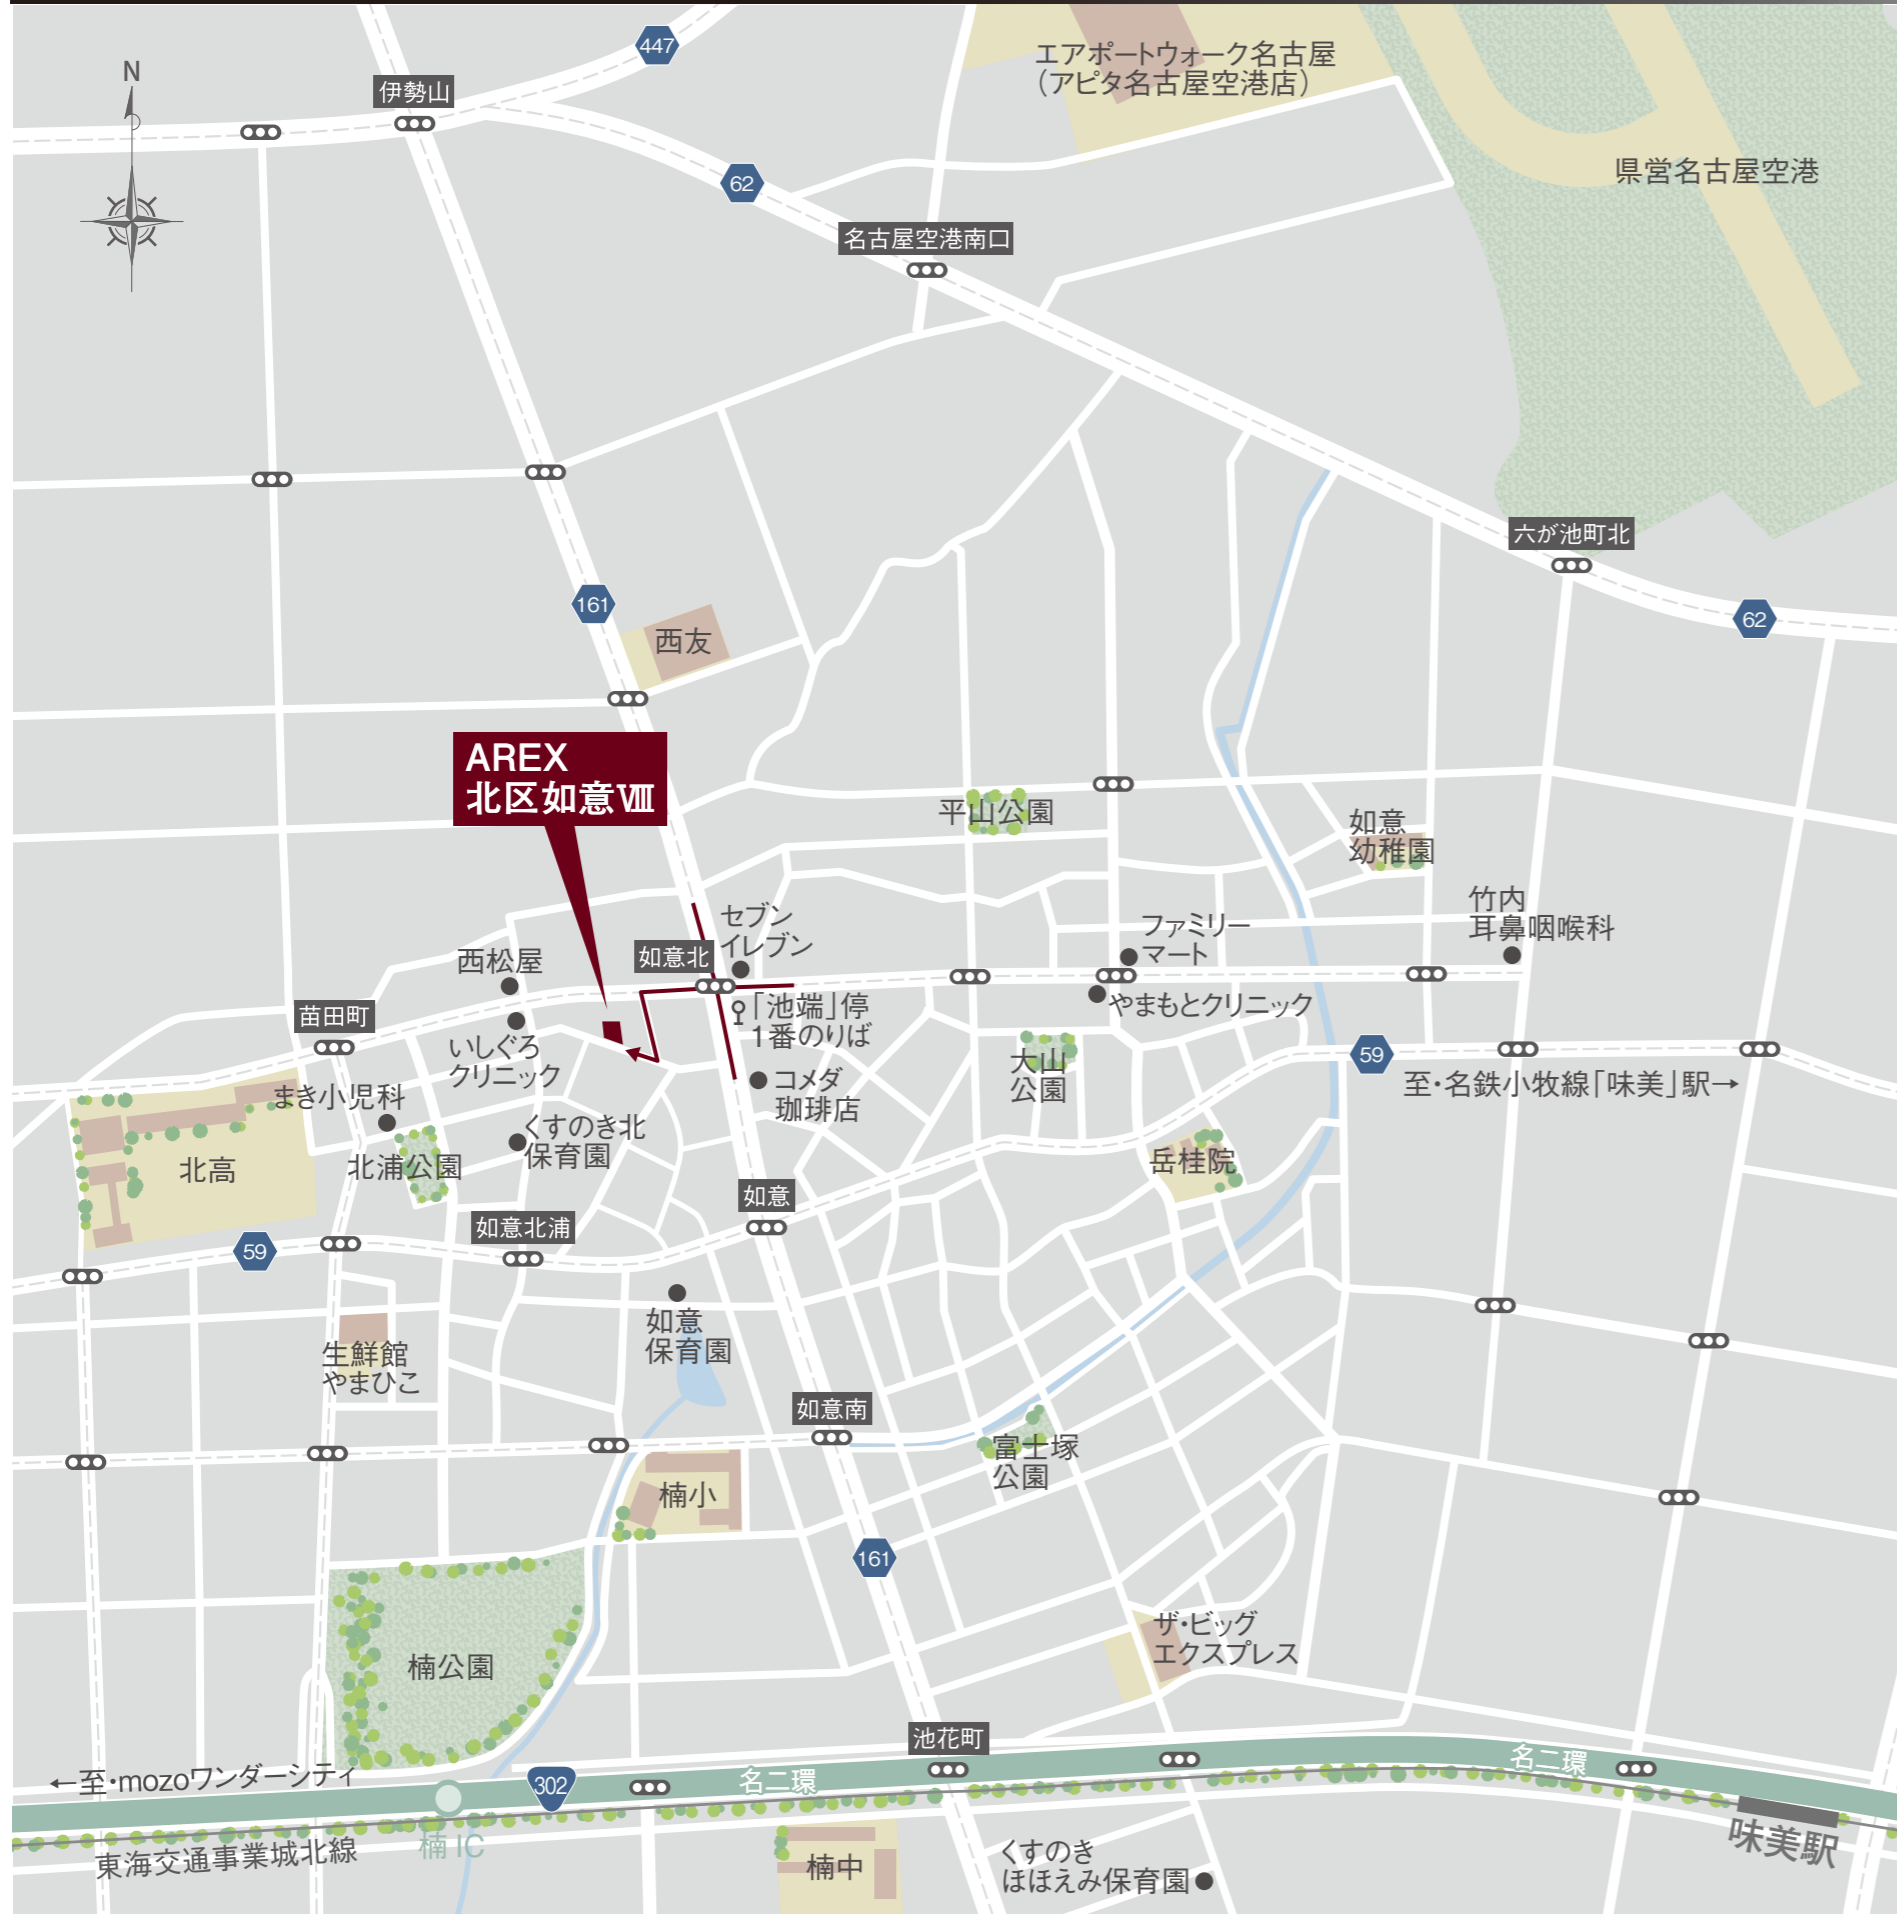 447
エアポートウォーク名古屋
（アピタ名古屋空港店）
N
伊勢山
県営名古屋空港
62
名古屋空港南口
六が池町北
161
62
西友
AREX
北区如意Ⅷ
平山公園
如意
幼稚園
竹内
耳鼻咽喉科
セブン
イレブン
ファミリー
マート
如意北
西松屋
「池端」停
1番のりば
やまもとクリニック
苗田町
いしぐろ
クリニック
大山
公園
59
至・名鉄小牧線「味美」駅→
コメダ
珈琲店
まき小児科
くすのき北
保育園
北高
北浦公園
岳桂院
如意
如意北浦
59
如意
保育園
生鮮館
やまひこ
如意南
富士塚
公園
楠小
161
ザ・ビッグ
エクスプレス
楠公園
池花町
←至・mozoワンダーシティ
302
名二環
名二環
楠 IC
東海交通事業城北線
味美駅
楠中
くすのき
ほほえみ保育園